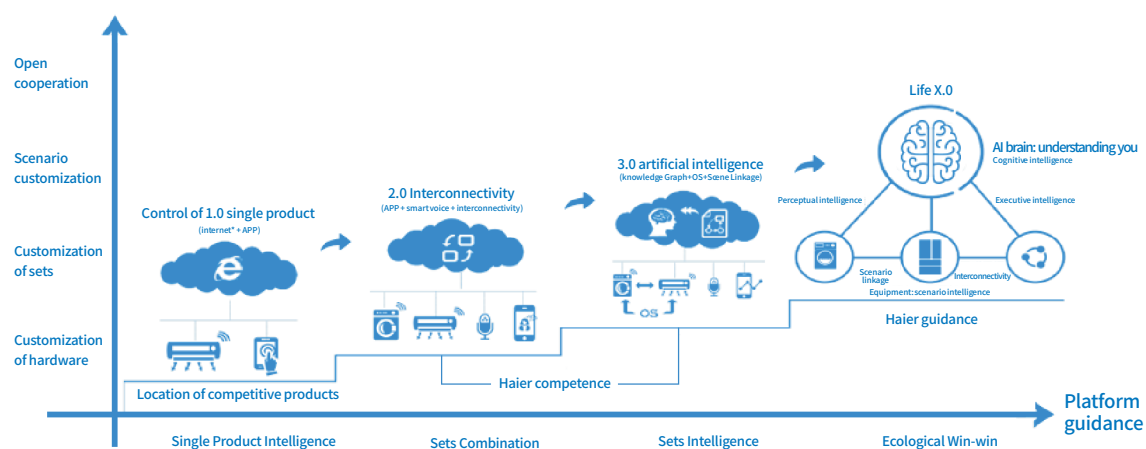 Open
cooperation
Scenario
customization
Customization
of sets
Customization
of hardware
Control of 1.0 single product
(internet* + APP)
2.0 Interconnectivity
(APP + smart voice + interconnectivity)
3.0 artificial intelligence
(knowledge Graph+OS+Scene Linkage)
OS
Life X.0
AI brain: understanding you
Cognitive intelligence
Perceptual intelligence
Executive intelligence
Scenario
linkage
Interconnectivity
Equipment: scenario intelligence
Haier guidance
Haier competence
Location of competitive products
Platform
guidance
Single Product Intelligence
Sets Combination
Sets Intelligence
Ecological Win-win